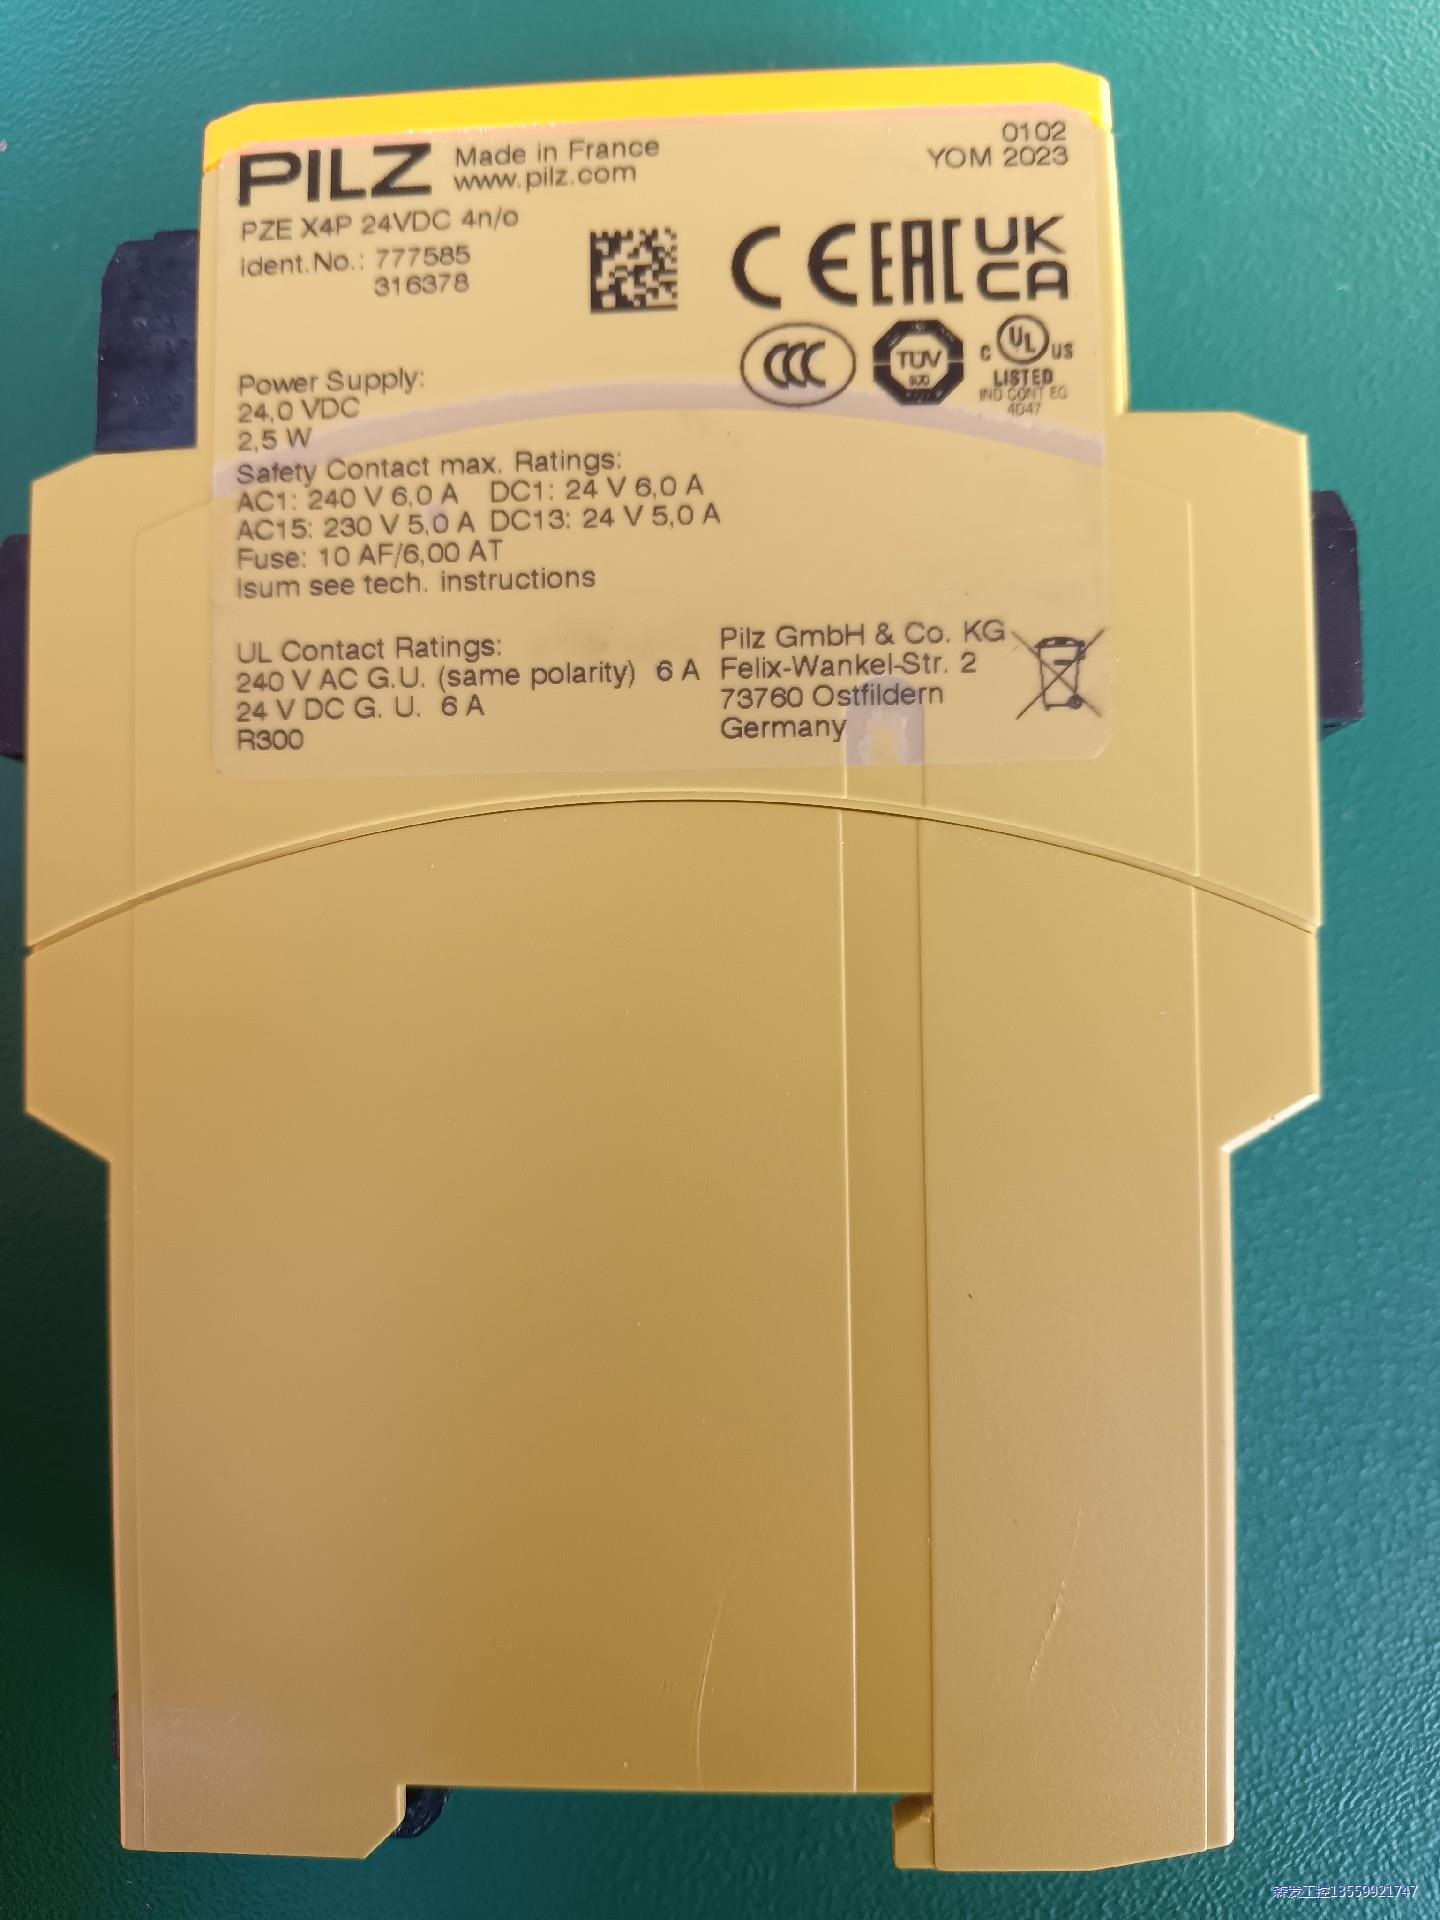 PILZ
Made in France
www.pilz.com
0102
YOM 2023
PZE X4P 24VDC 4n/o
Ident.No.: 777585
316378
CE EAC UK
CA
CCC
TÜV
SÜD
C UL US
LISTED
IND CONT EQ
4D47
Power Supply:
24,0 VDC
2,5 W
Safety Contact max. Ratings:
AC1: 240 V 6,0 A DC1: 24 V 6,0 A
AC15: 230 V 5,0 A DC13: 24 V 5,0 A
Fuse: 10 AF/6,00 AT
Isum see tech. instructions
UL Contact Ratings:
240 V AC G.U. (same polarity) 6 A
24 V DC G. U. 6 A
R300
Pilz GmbH & Co. KG
Felix-Wankel-Str. 2
73760 Ostfildern
Germany
森发工控13559921747